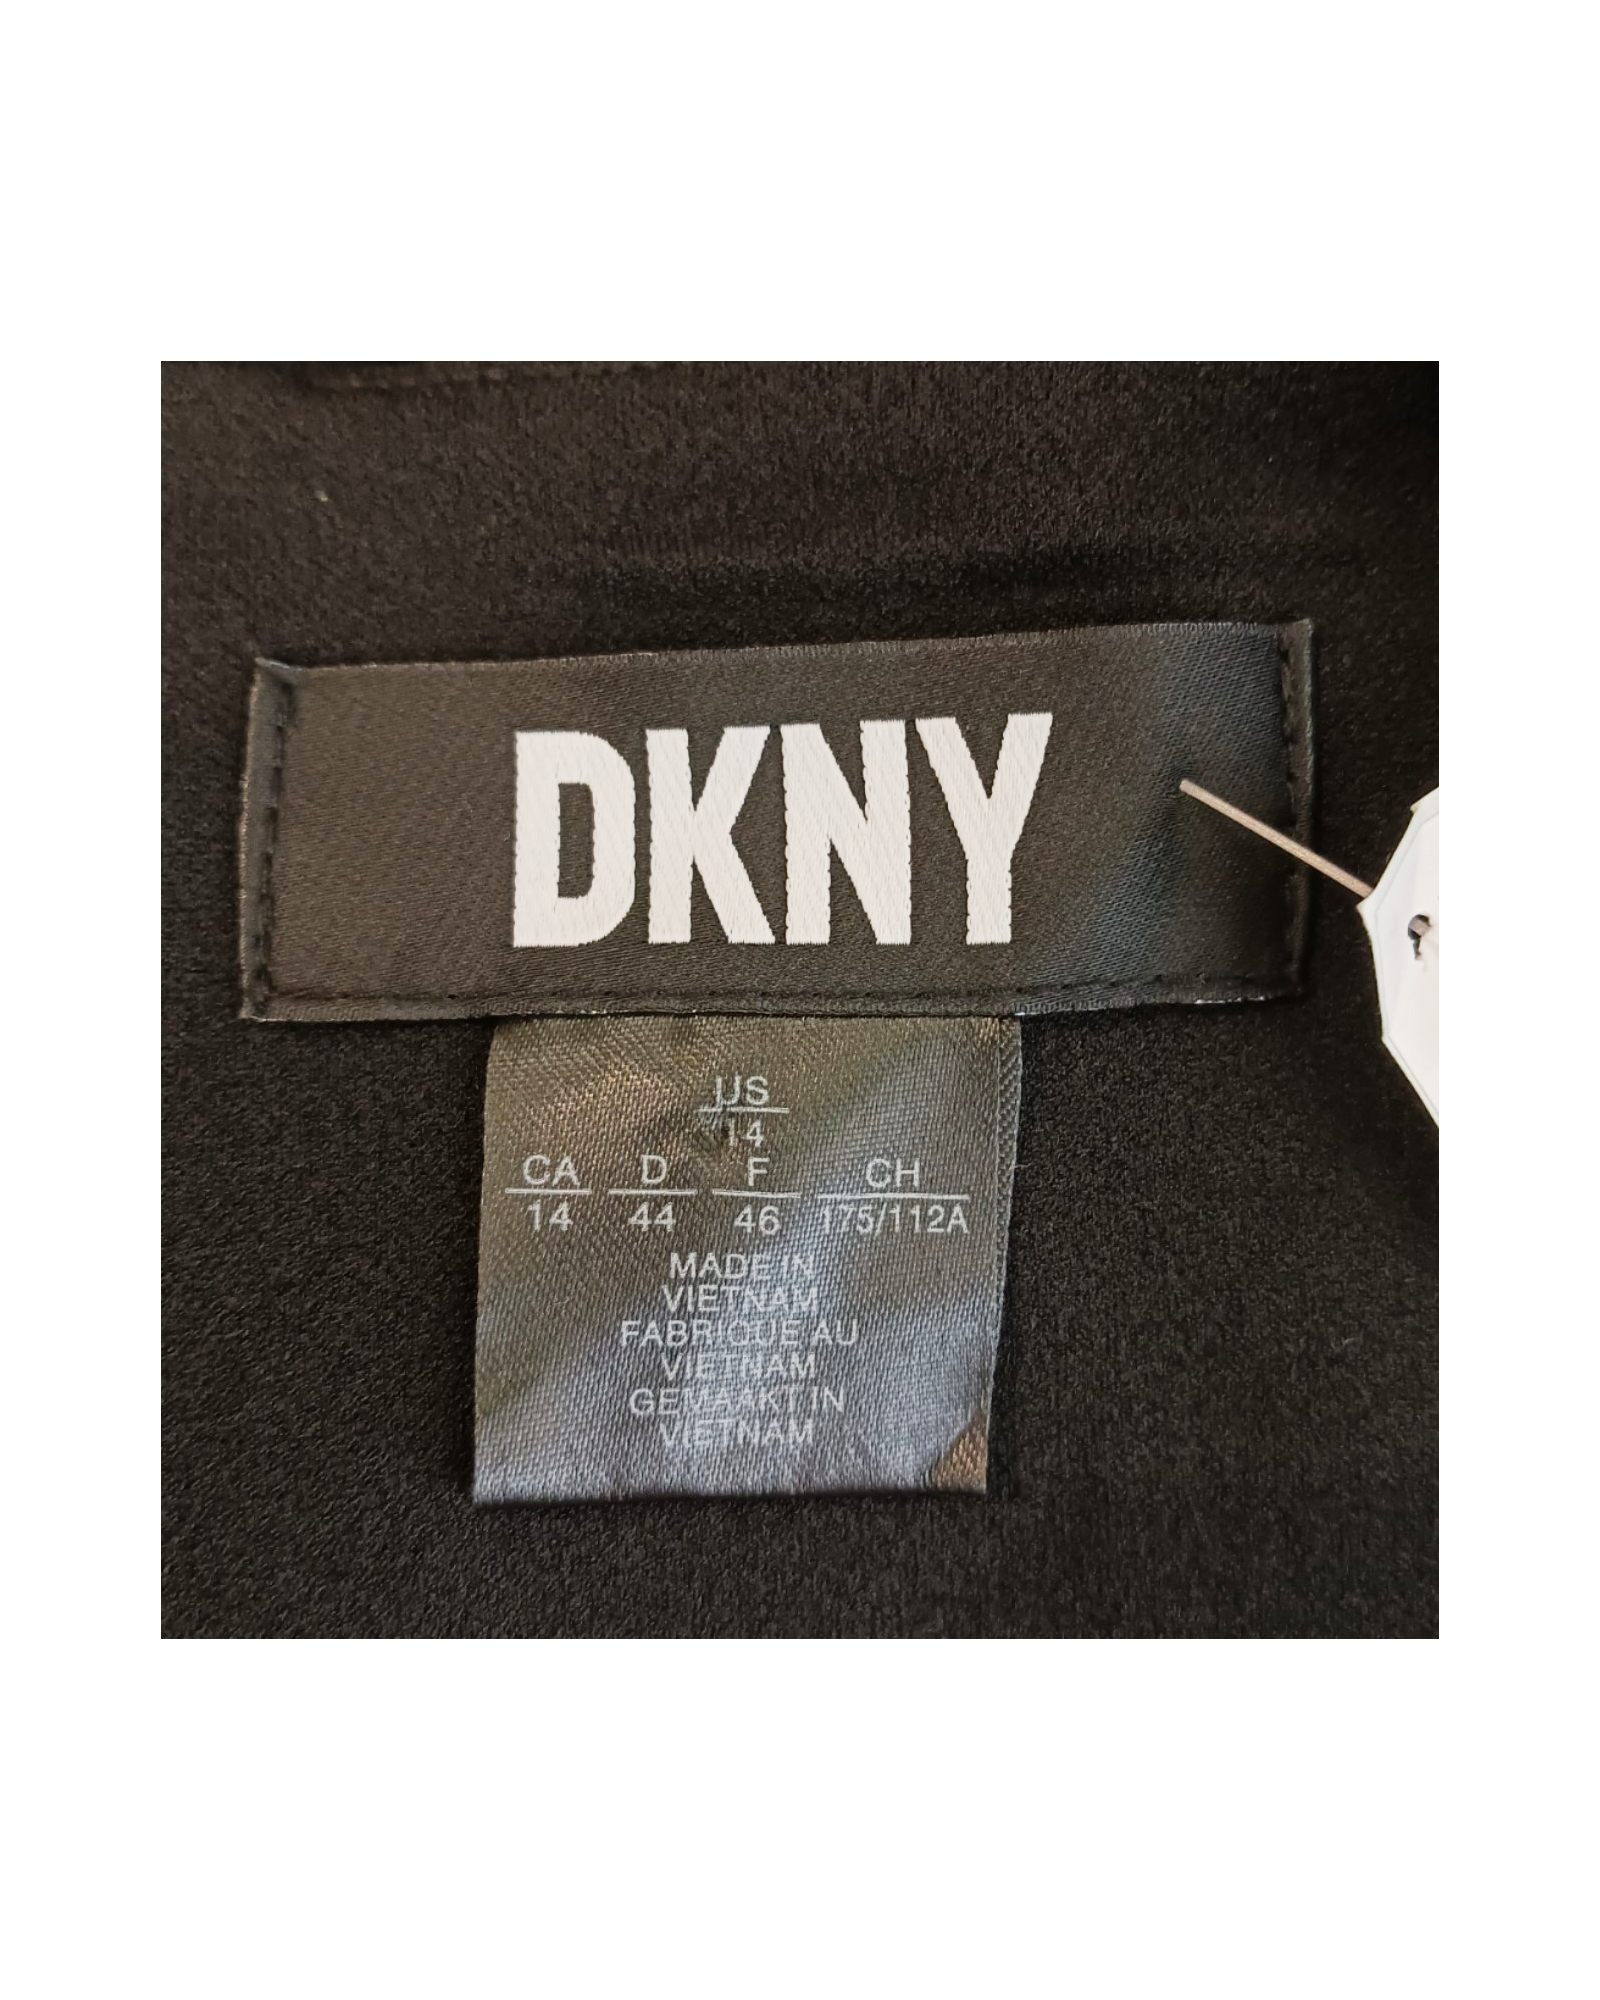 DKNY
US
14
CA D F CH
14 44 46 175/112A
MADE IN
VIETNAM
FABRIQUE AU
VIETNAM
GEMAAKT IN
VIETNAM